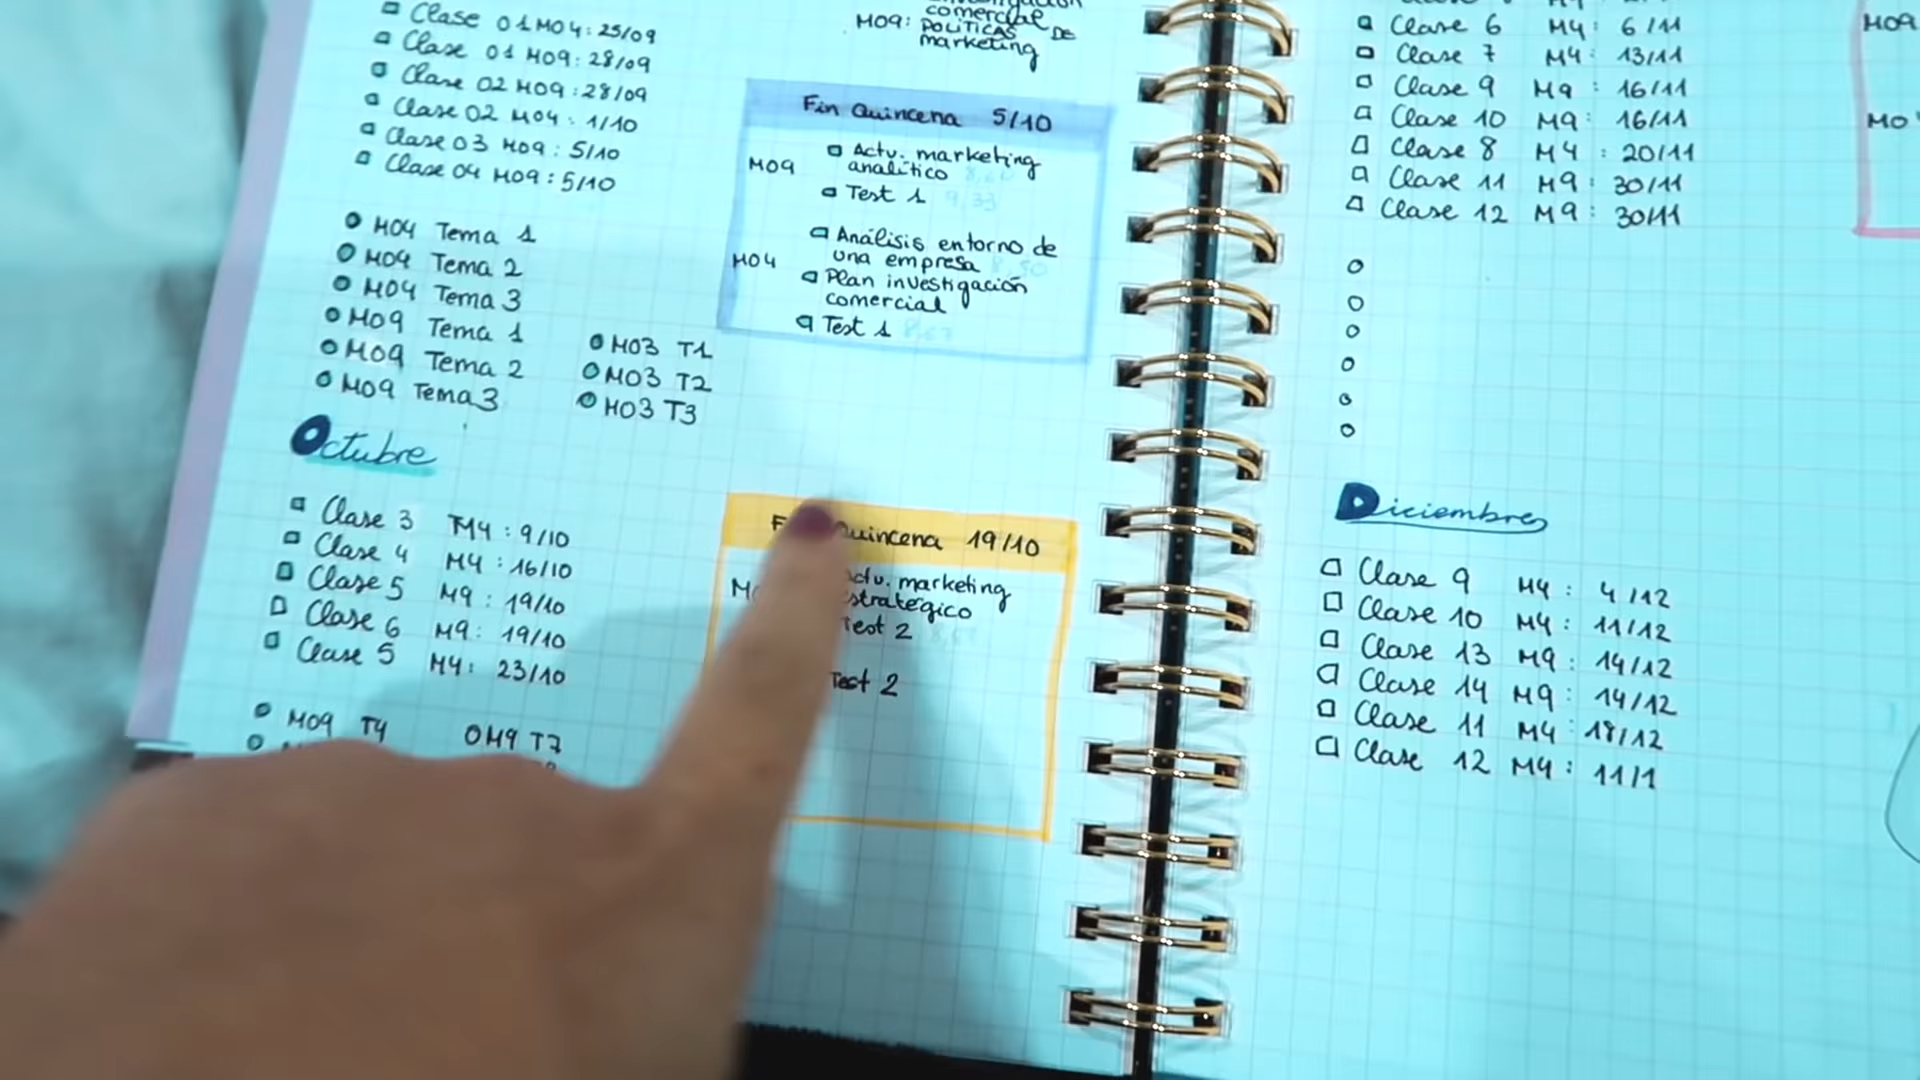 Clase 01 M04: 25/09
Clase 01 M09: 28/09
Clase 02 M09: 28/09
Clase 02 M04: 1/10
Clase 03 M09: 5/10
Clase 04 M09: 5/10
M04 Tema 1
M04 Tema 2
M04 Tema 3
M09 Tema 1
M09 Tema 2
M09 Tema 3
M03 T1
M03 T2
M03 T3
comercial
M09: POLÍTICAS DE
marketing
Fin Quincena 5/10
M09 Actv. marketing
analítico
Test 1 9,33
M04 Análisis entorno de
una empresa 8,50
Plan investigación
comercial
Test 1 8,67
Octubre
Clase 3 M4: 9/10
Clase 4 M4: 16/10
Clase 5 M9: 19/10
Clase 6 M9: 19/10
Clase 5 M4: 23/10
M09 T4
M9 T7
Quincena 19/10
marketing
Test 2
Test 2
Clase 6 M4: 6/11
Clase 7 M4: 13/11
Clase 9 M9: 16/11
Clase 10 M9: 16/11
Clase 8 M4: 20/11
Clase 11 M9: 30/11
Clase 12 M9: 30/11
M09
Diciembre
Clase 9 M4: 4/12
Clase 10 M4: 11/12
Clase 13 M9: 14/12
Clase 14 M9: 14/12
Clase 11 M4: 18/12
Clase 12 M4: 11/1